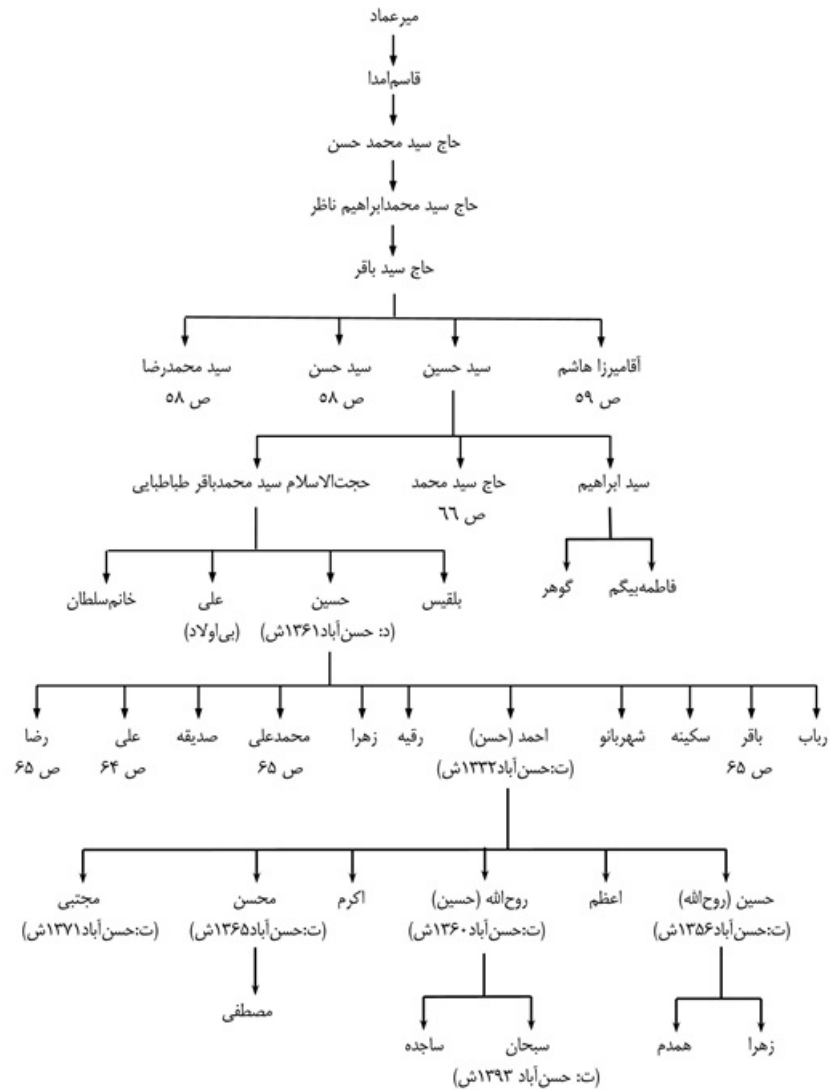 میرعماد
قاسم‌امدا
حاج سید محمد حسن
حاج سید محمدابراهیم ناظر
حاج سید باقر
آقامیرزا هاشم سید حسین سید حسن سید محمدرضا
ص ۵۹ ص ۵۸ ص ۵۸
سید ابراهیم حاج سید محمد حجت‌الاسلام سید محمدباقر طباطبایی
ص ۶۶
فاطمه‌بیگم گوهر بلقیس حسین علی خانم‌سلطان
(د: حسن‌آباد۱۳۶۱ش) (بی‌اولاد)
رباب باقر سکینه شهربانو احمد (حسن) رقیه زهرا محمدعلی صدیقه علی رضا
ص ۶۵ (ت:حسن‌آباد۱۳۳۲ش) ص ۶۵ ص ۶۴ ص ۶۵
حسین (روح‌الله) اعظم روح‌الله (حسین) اکرم محسن مجتبی
(ت:حسن‌آباد۱۳۵۶ش) (ت:حسن‌آباد۱۳۶۰ش) (ت:حسن‌آباد۱۳۶۵ش) (ت:حسن‌آباد۱۳۷۱ش)
مصطفی
زهرا همدم سبحان ساجده
(ت: حسن‌آباد ۱۳۹۳ش)